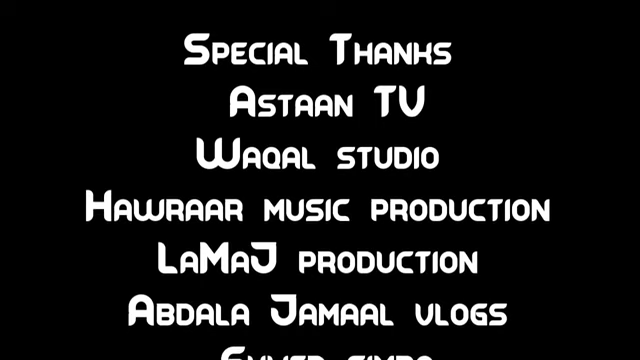 Special Thanks
Astaan TV
Waqal studio
Hawraar music production
LaMaJ production
Abdala Jamaal vlogs